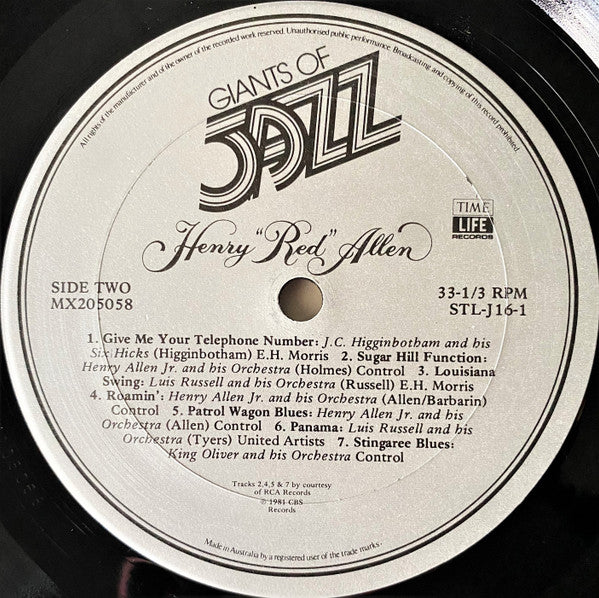 All rights of the manufacturer and of the owner of the recorded work reserved. Unauthorised public performance, Broadcasting and copying of this record prohibited.
GIANTS OF
JAZZ
TIME
LIFE
RECORDS
Henry "Red" Allen
SIDE TWO
MX205058
33-1/3 RPM
STL-J16-1
1. Give Me Your Telephone Number: J.C. Higginbotham and his
Six Hicks (Higginbotham) E.H. Morris 2. Sugar Hill Function:
Henry Allen Jr. and his Orchestra (Holmes) Control 3. Louisiana
Swing: Luis Russell and his Orchestra (Russell) E.H. Morris
4. Roamin': Henry Allen Jr. and his Orchestra (Allen/Barbarin)
Control 5. Patrol Wagon Blues: Henry Allen Jr. and his
Orchestra (Allen) Control 6. Panama: Luis Russell and his
Orchestra (Tyers) United Artists 7. Stingaree Blues:
King Oliver and his Orchestra Control
Tracks 2,4,5 & 7 by courtesy
of RCA Records
℗ 1981 CBS
Records
Made in Australia by a registered user of the trade marks.